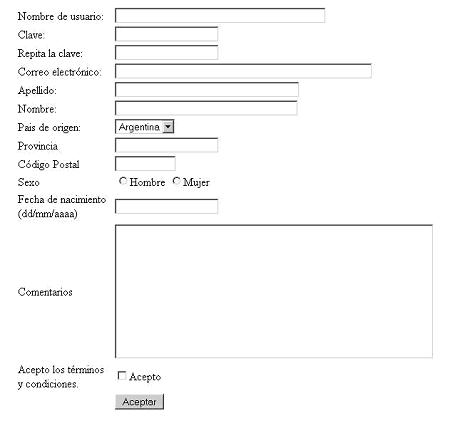 Nombre de usuario:
Clave:
Repita la clave:
Correo electrónico:
Apellido:
Nombre:
Pais de origen: Argentina
Provincia
Código Postal
Sexo Hombre Mujer
Fecha de nacimiento
(dd/mm/aaaa)
Comentarios
Acepto los términos
y condiciones. Acepto
Aceptar